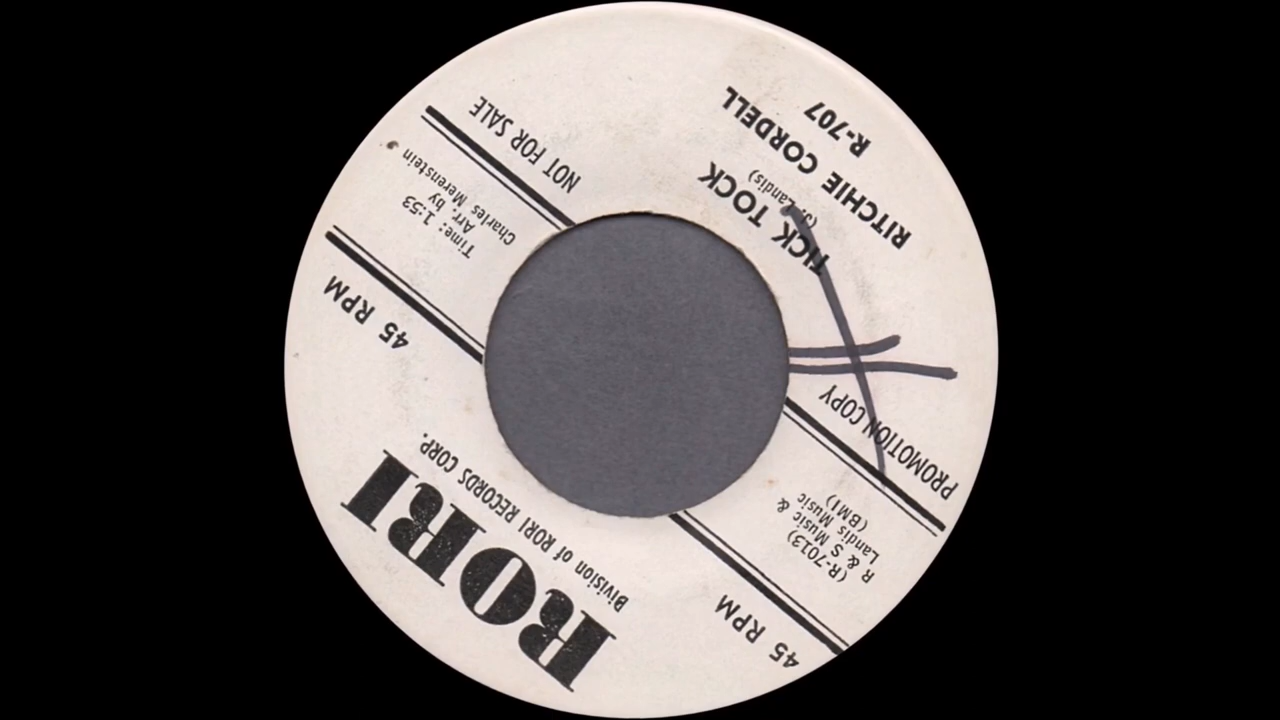 RORI
Division of RORI RECORDS CORP.
45 RPM
45 RPM
(R-7013)
R & S Music &
Landis Music
(BMI)
Time: 1:53
Arr. by
Charles Merenstein
PROMOTION COPY
NOT FOR SALE
TICK TOCK
(J. Landis)
RITCHIE CORDELL
R-707